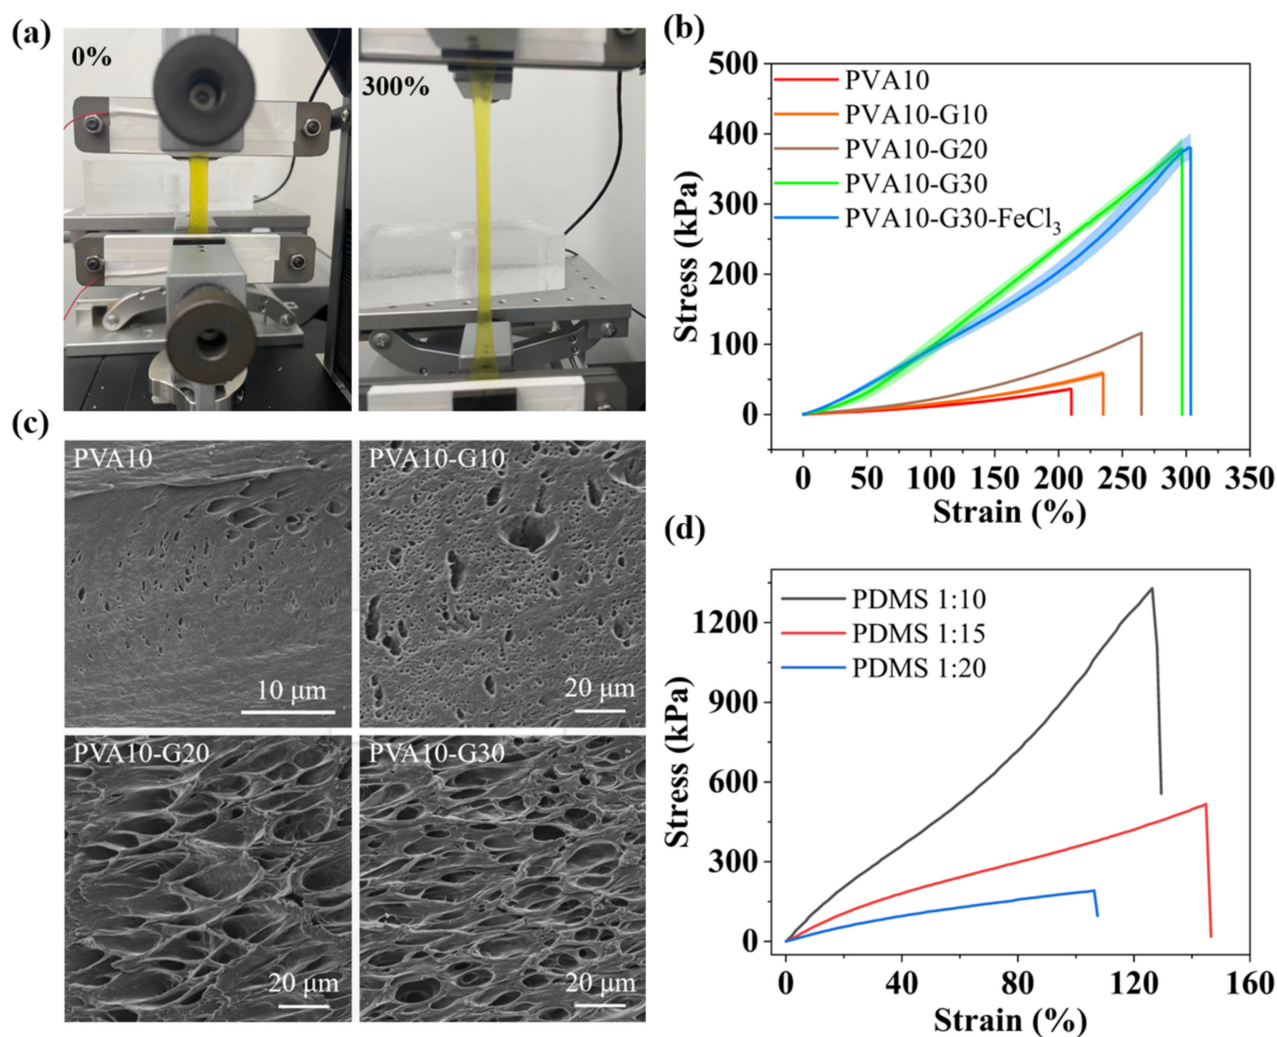 (a)
0%
300%
(b)
500
400
300
200
100
0
Stress (kPa)
PVA10
PVA10-G10
PVA10-G20
PVA10-G30
PVA10-G30-FeCl₃
0 50 100 150 200 250 300 350
Strain (%)
(c)
PVA10
10 μm
PVA10-G10
20 μm
PVA10-G20
20 μm
PVA10-G30
20 μm
(d)
1200
900
600
300
0
Stress (kPa)
PDMS 1:10
PDMS 1:15
PDMS 1:20
0 40 80 120 160
Strain (%)